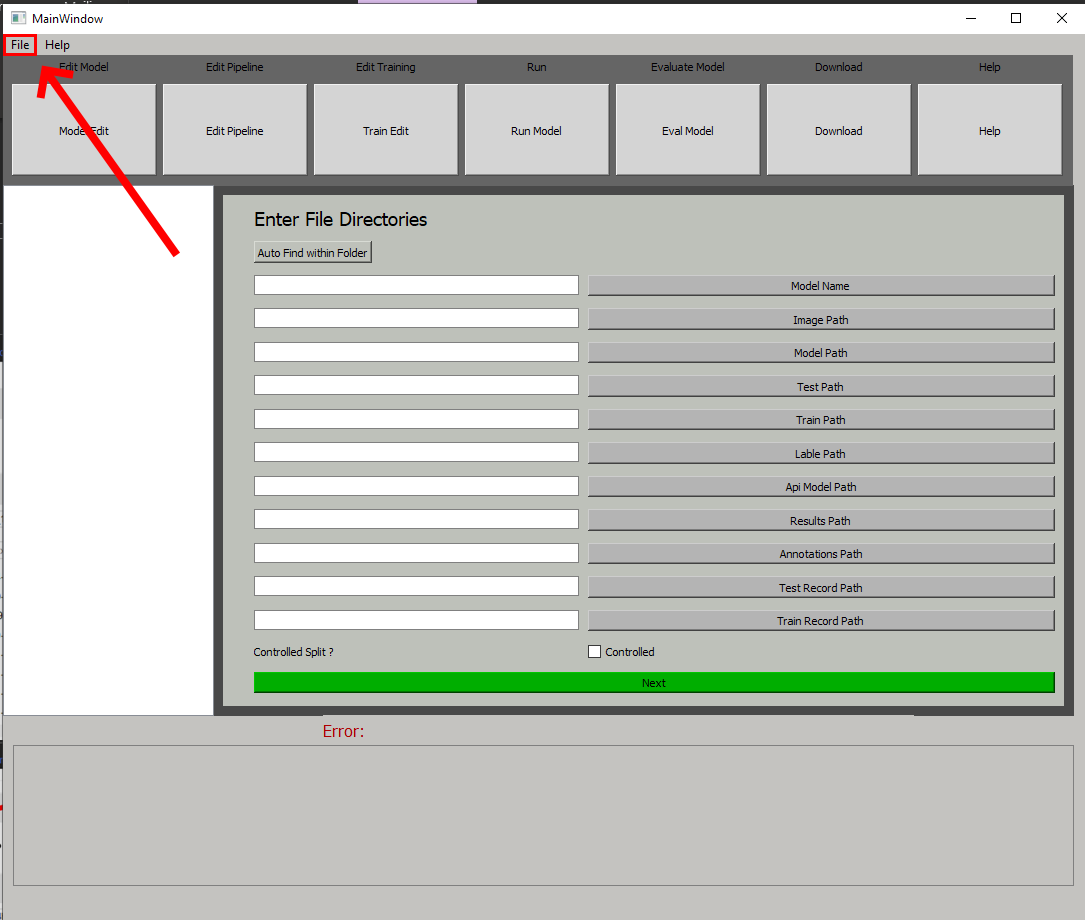 MainWindow
File Help
Edit Model Edit Pipeline Edit Training Run Evaluate Model Download Help
Model Edit Edit Pipeline Train Edit Run Model Eval Model Download Help
Enter File Directories
Auto Find within Folder
Model Name
Image Path
Model Path
Test Path
Train Path
Lable Path
Api Model Path
Results Path
Annotations Path
Test Record Path
Train Record Path
Controlled Split ? Controlled
Next
Error: